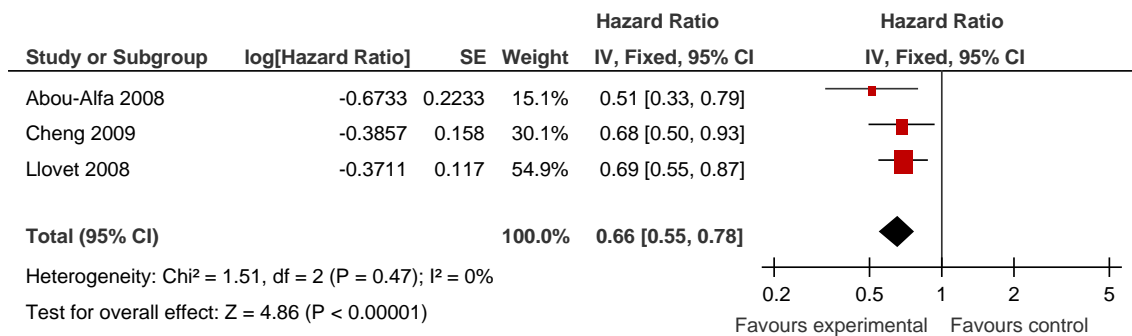 Hazard Ratio Hazard Ratio
Study or Subgroup log[Hazard Ratio] SE Weight IV, Fixed, 95% CI IV, Fixed, 95% CI
Abou-Alfa 2008 -0.6733 0.2233 15.1% 0.51 [0.33, 0.79]
Cheng 2009 -0.3857 0.158 30.1% 0.68 [0.50, 0.93]
Llovet 2008 -0.3711 0.117 54.9% 0.69 [0.55, 0.87]
Total (95% CI) 100.0% 0.66 [0.55, 0.78]
Heterogeneity: Chi² = 1.51, df = 2 (P = 0.47); I² = 0%
Test for overall effect: Z = 4.86 (P < 0.00001)
0.2 0.5 1 2 5
Favours experimental Favours control